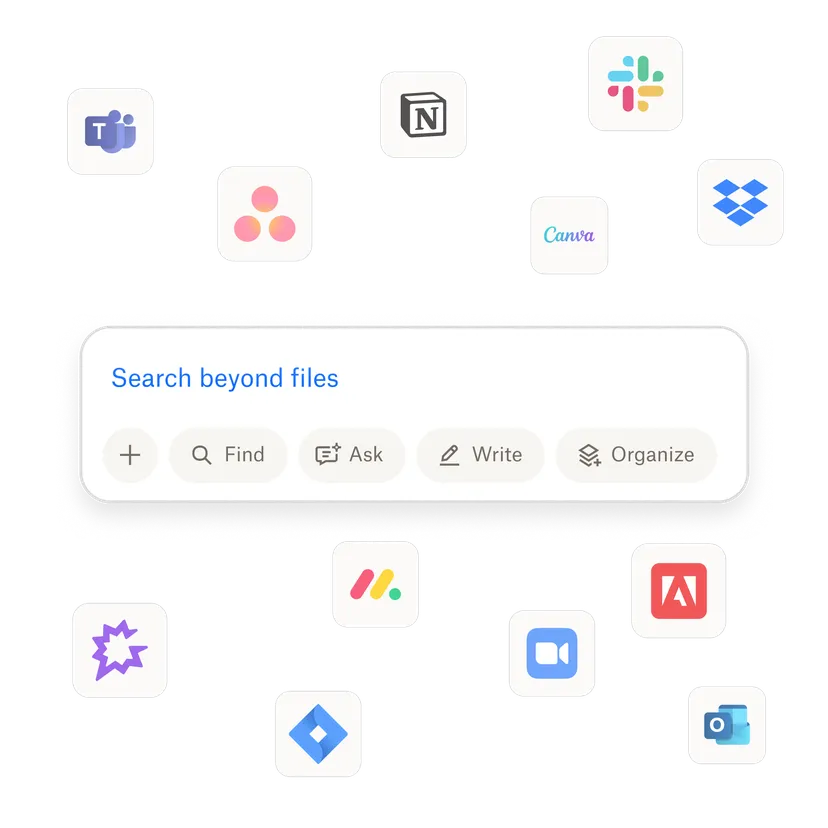 T
N
Canva
Search beyond files
Find
Ask
Write
Organize
O